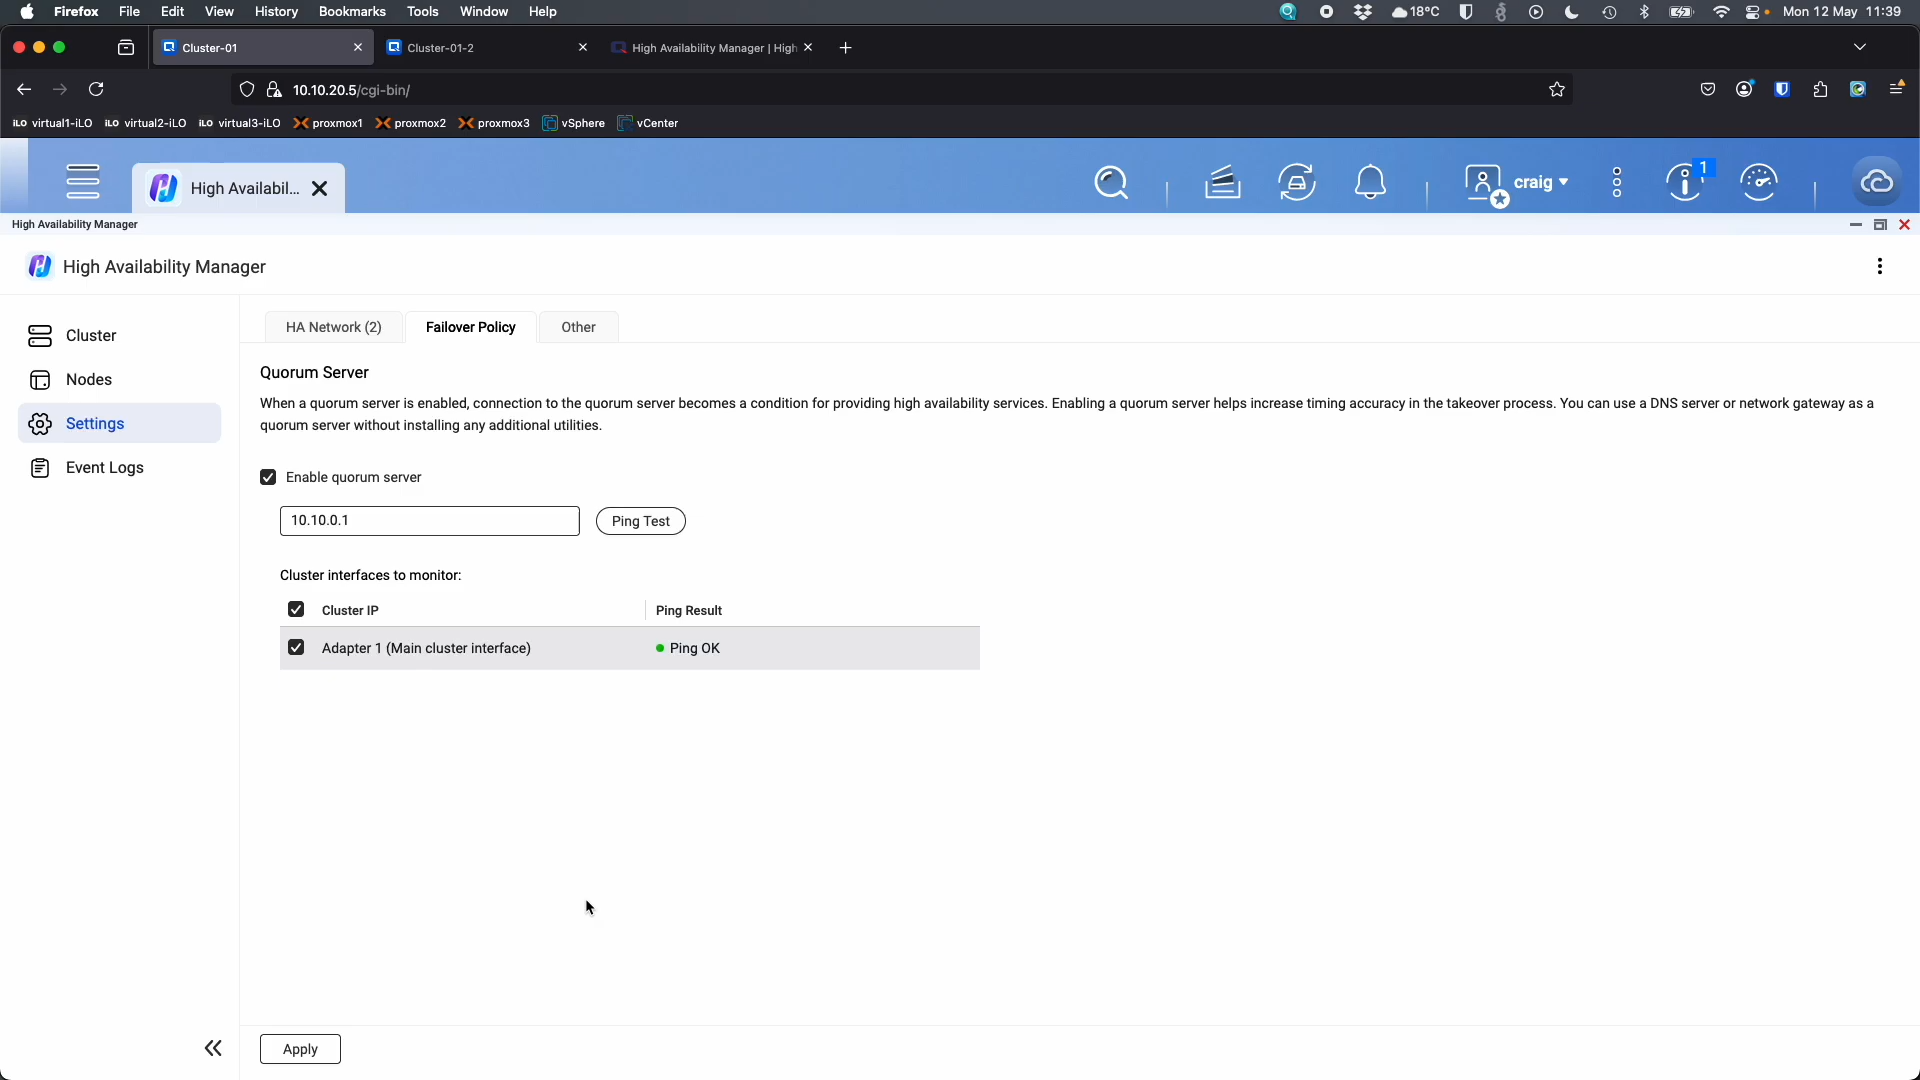 Firefox File Edit View History Bookmarks Tools Window Help 18°C Mon 12 May 11:39
Cluster-01 Cluster-01-2 High Availability Manager | High
10.10.20.5/cgi-bin/
iLO virtual1-iLO iLO virtual2-iLO iLO virtual3-iLO proxmox1 proxmox2 proxmox3 vSphere vCenter
High Availabil... craig 1
High Availability Manager
High Availability Manager
Cluster
Nodes
Settings
Event Logs
HA Network (2) Failover Policy Other
Quorum Server
When a quorum server is enabled, connection to the quorum server becomes a condition for providing high availability services. Enabling a quorum server helps increase timing accuracy in the takeover process. You can use a DNS server or network gateway as a
quorum server without installing any additional utilities.
Enable quorum server
10.10.0.1 Ping Test
Cluster interfaces to monitor:
Cluster IP Ping Result
Adapter 1 (Main cluster interface) Ping OK
Apply